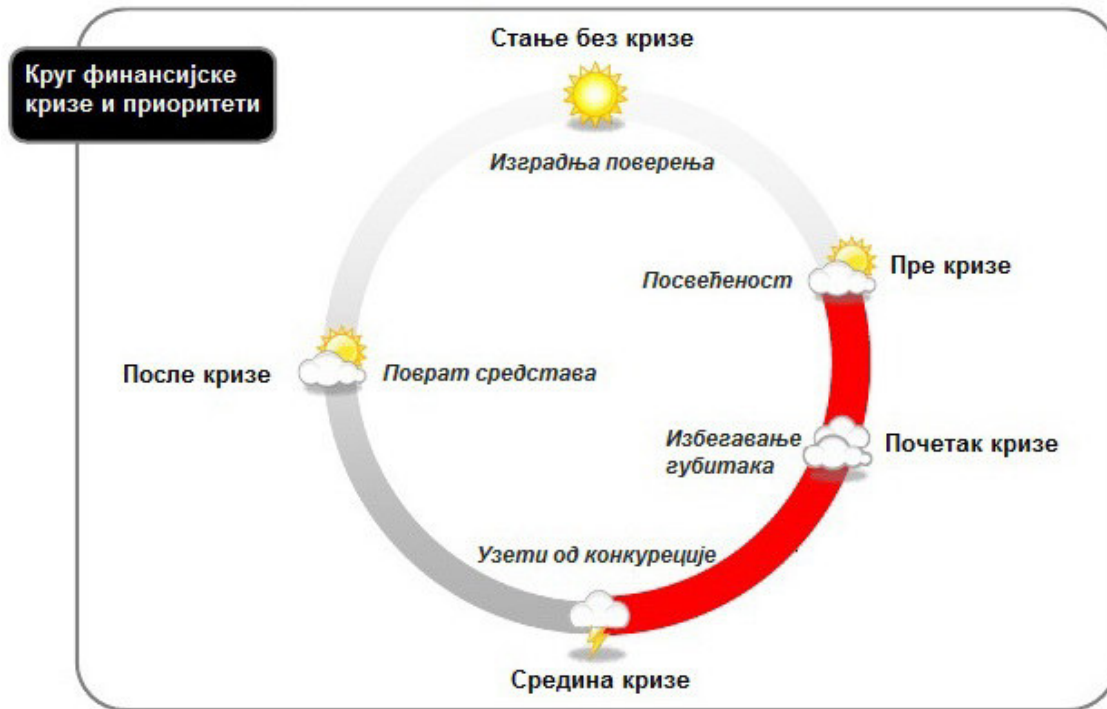 Круг финансијске
кризе и приоритети
Стање без кризе
Изградња поверења
Пре кризе
Посвећеност
После кризе
Поврат средстава
Почетак кризе
Избегавање
губитака
Узети од конкуреције
Средина кризе